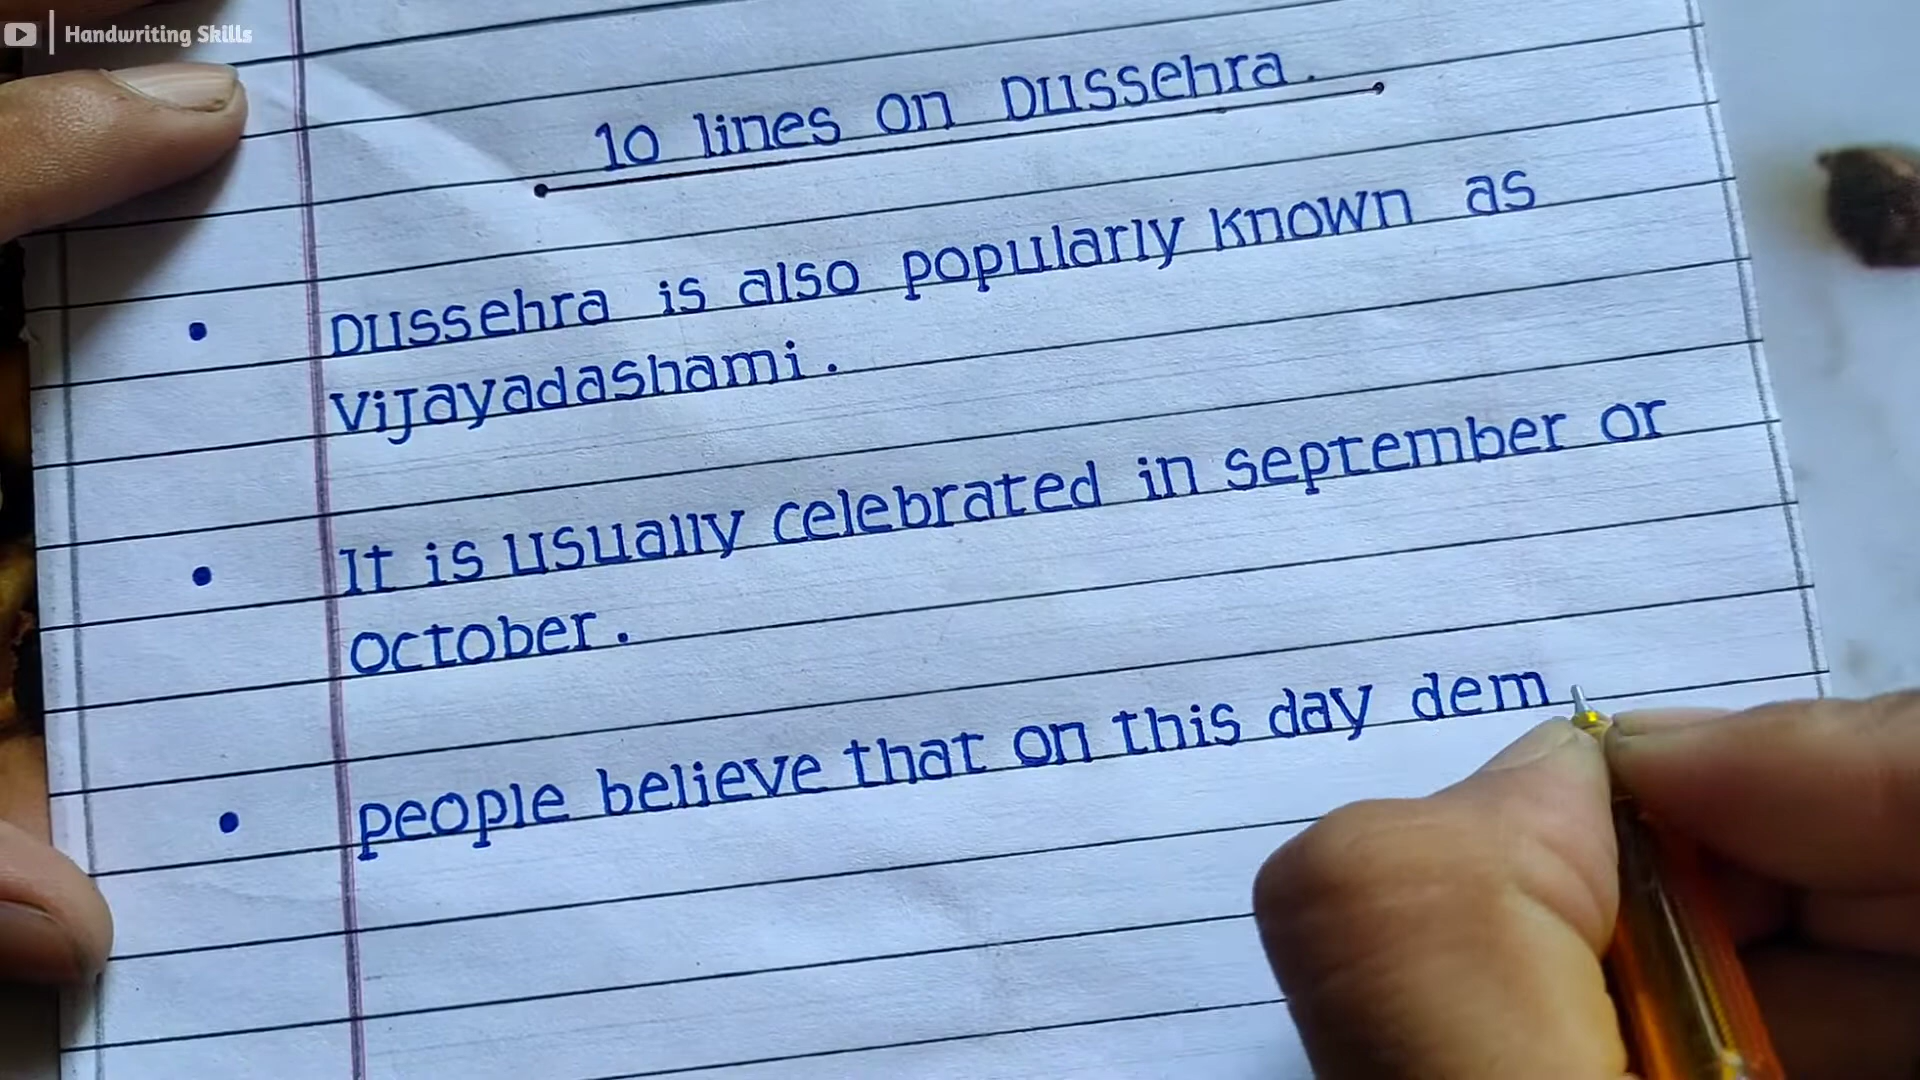 Handwriting Skills
10 lines on Dussehra.
• Dussehra is also popularly known as
Vijayadashami.
• It is usually celebrated in september or
october.
• people believe that on this day dem